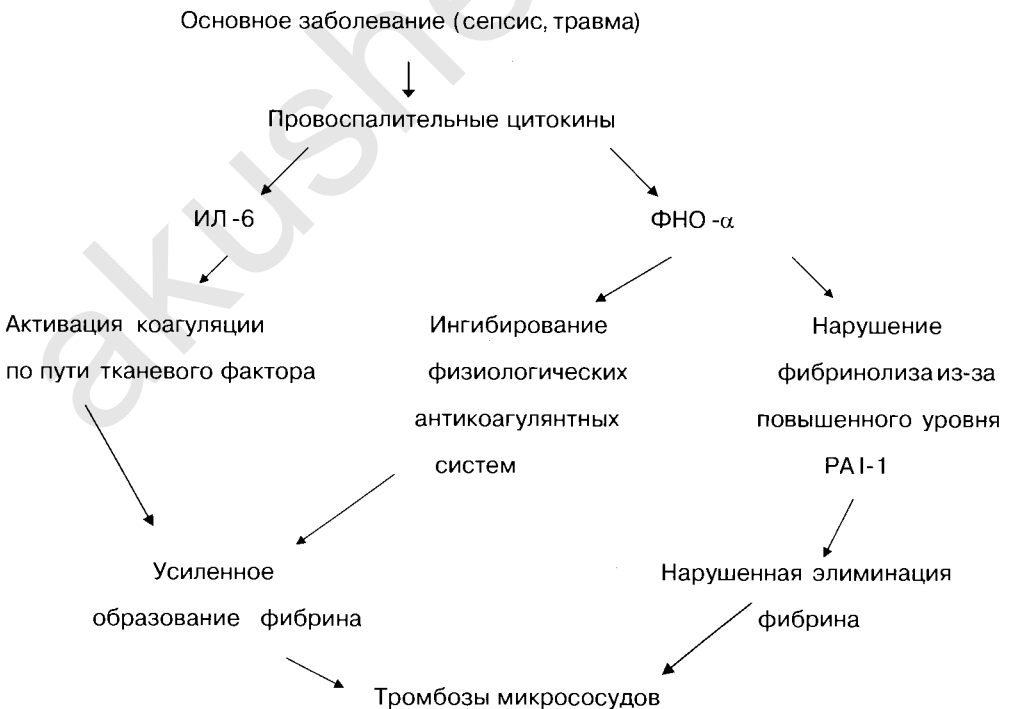 Основное заболевание (сепсис, травма)
Провоспалительные цитокины
ИЛ -6
ФНО -α
Активация коагуляции
по пути тканевого фактора
Ингибирование
физиологических
антикоагулянтных
систем
Нарушение
фибринолиза из-за
повышенного уровня
PAI-1
Усиленное
образование фибрина
Нарушенная элиминация
фибрина
Тромбозы микрососудов
akushe